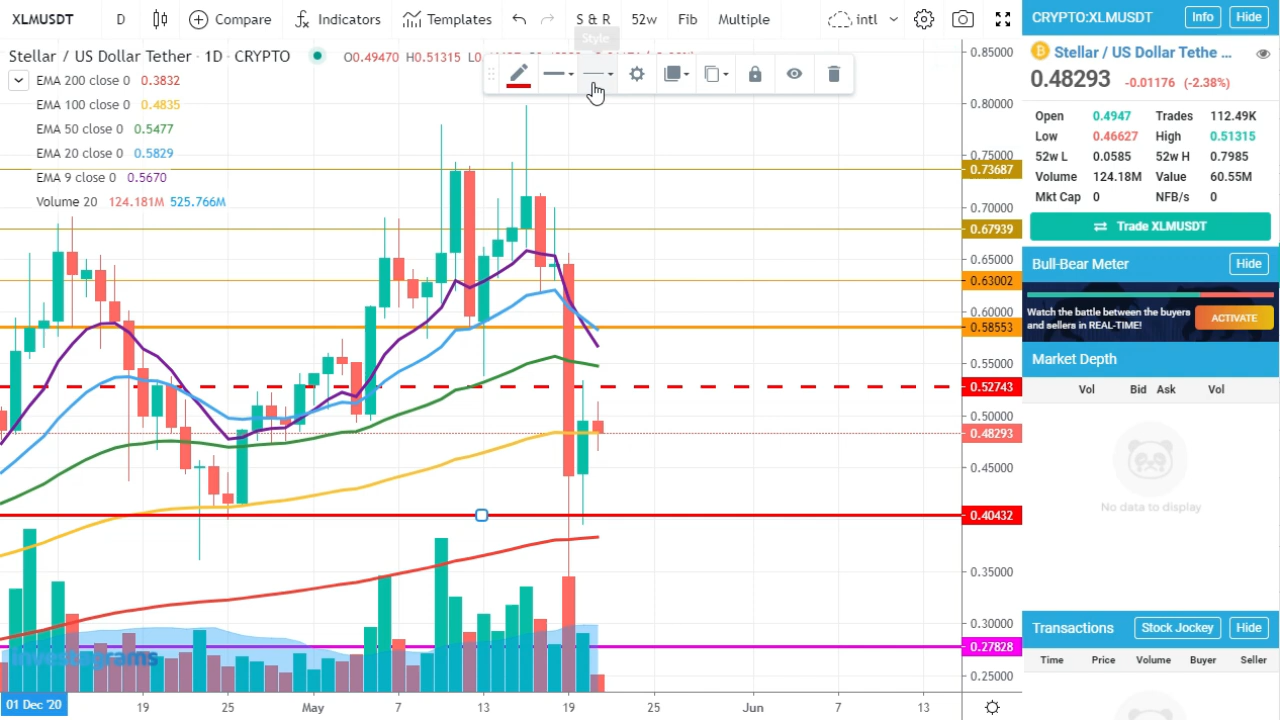 XLMUSDT D Compare Indicators Templates S & R 52w Fib Multiple intl
Style
Stellar / US Dollar Tether · 1D · CRYPTO O0.49470 H0.51315
EMA 200 close 0 0.3832
EMA 100 close 0 0.4835
EMA 50 close 0 0.5477
EMA 20 close 0 0.5829
EMA 9 close 0 0.5670
Volume 20 124.181M 525.766M
0.85000
0.80000
0.75000
0.73687
0.70000
0.67939
0.65000
0.63002
0.60000
0.58553
0.55000
0.52743
0.50000
0.48293
0.45000
0.40432
0.35000
0.30000
0.27828
0.25000
Investagrams
01 Dec '20 19 25 May 7 13 19 25 Jun 7 13
CRYPTO:XLMUSDT Info Hide
Stellar / US Dollar Tethe ...
0.48293 -0.01176 (-2.38%)
Open 0.4947 Trades 112.49K
Low 0.46627 High 0.51315
52w L 0.0585 52w H 0.7985
Volume 124.18M Value 60.55M
Mkt Cap 0 NFB/s 0
Trade XLMUSDT
Bull-Bear Meter Hide
Watch the battle between the buyers
and sellers in REAL-TIME!
ACTIVATE
Market Depth
Vol Bid Ask Vol
No data to display
Transactions Stock Jockey Hide
Time Price Volume Buyer Seller